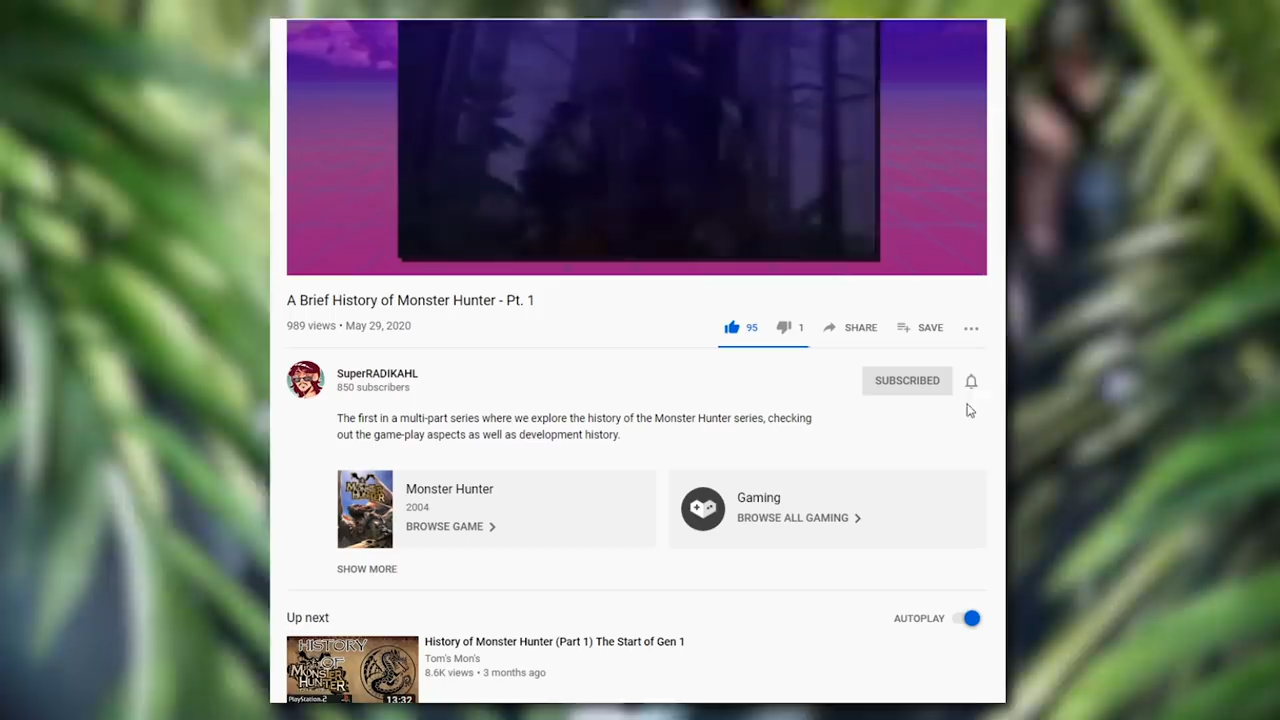 A Brief History of Monster Hunter - Pt. 1
989 views • May 29, 2020
95
1
SHARE
SAVE
SuperRADIKAHL
850 subscribers
SUBSCRIBED
The first in a multi-part series where we explore the history of the Monster Hunter series, checking
out the game-play aspects as well as development history.
MONSTER HUNTER
Monster Hunter
2004
BROWSE GAME
Gaming
BROWSE ALL GAMING
SHOW MORE
Up next
AUTOPLAY
HISTORY
OF
MONSTER
HUNTER
PlayStation 2
13:32
History of Monster Hunter (Part 1) The Start of Gen 1
Tom's Mon's
8.6K views • 3 months ago